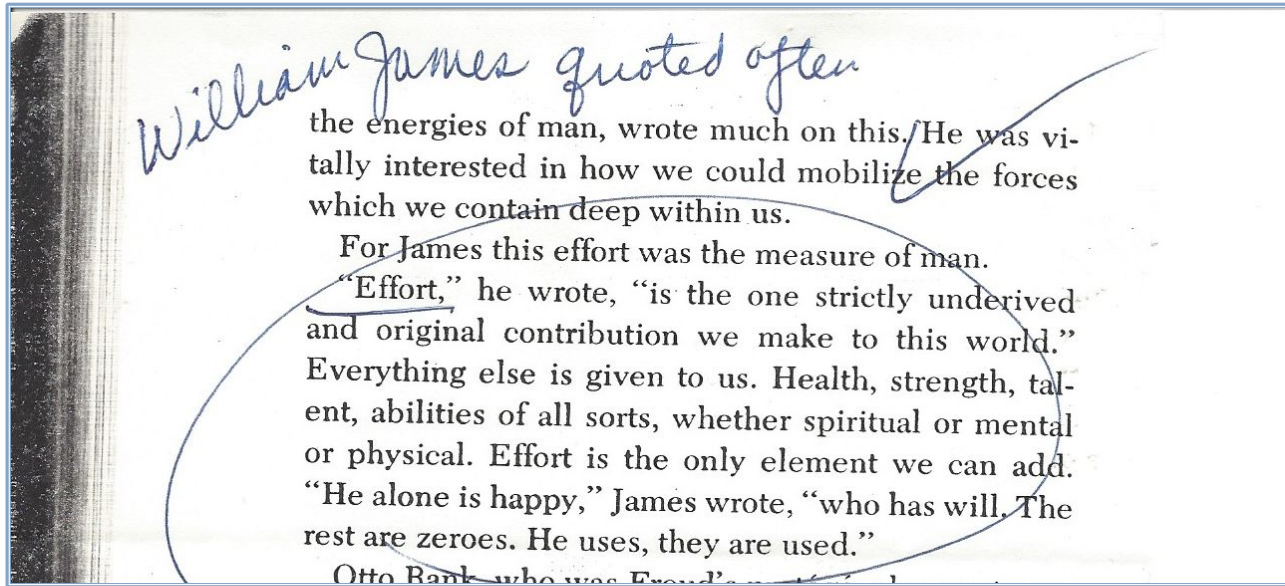 William James quoted often
the energies of man, wrote much on this. He was vi-
tally interested in how we could mobilize the forces
which we contain deep within us.
For James this effort was the measure of man.
“Effort,” he wrote, “is the one strictly underived
and original contribution we make to this world.”
Everything else is given to us. Health, strength, tal-
ent, abilities of all sorts, whether spiritual or mental
or physical. Effort is the only element we can add.
“He alone is happy,” James wrote, “who has will. The
rest are zeroes. He uses, they are used.”
Otto Rank, who was Freud’s